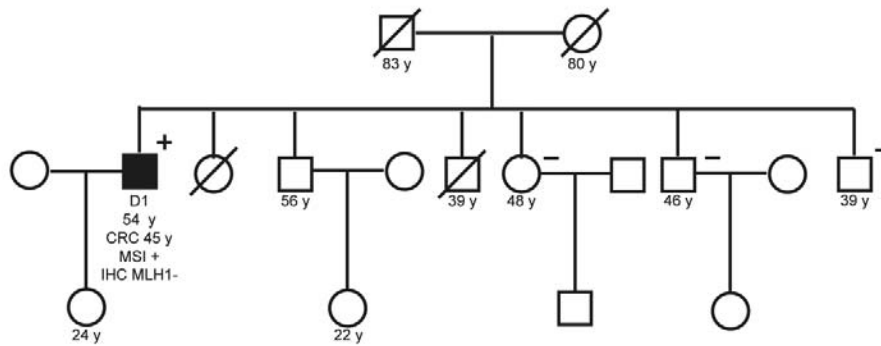 83 y
80 y
+
-
-
-
D1
54 y
CRC 45 y
MSI +
IHC MLH1-
56 y
39 y
48 y
46 y
39 y
24 y
22 y